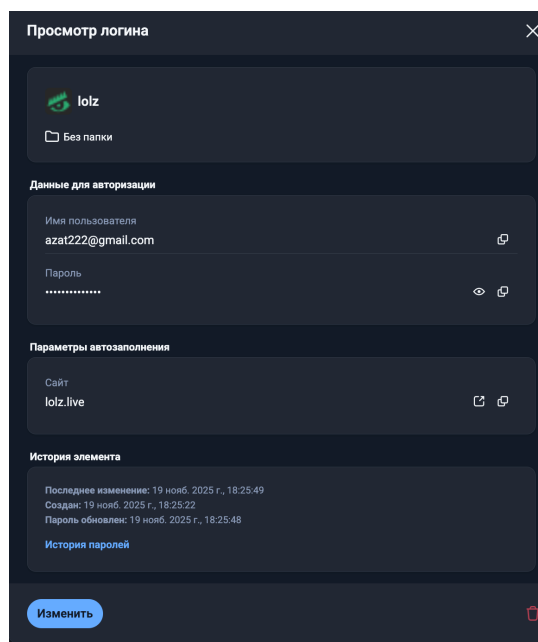 Просмотр логина
lolz
Без папки
Данные для авторизации
Имя пользователя
azat222@gmail.com
Пароль
••••••••••••••
Параметры автозаполнения
Сайт
lolz.live
История элемента
Последнее изменение: 19 нояб. 2025 г., 18:25:49
Создан: 19 нояб. 2025 г., 18:25:22
Пароль обновлен: 19 нояб. 2025 г., 18:25:48
История паролей
Изменить